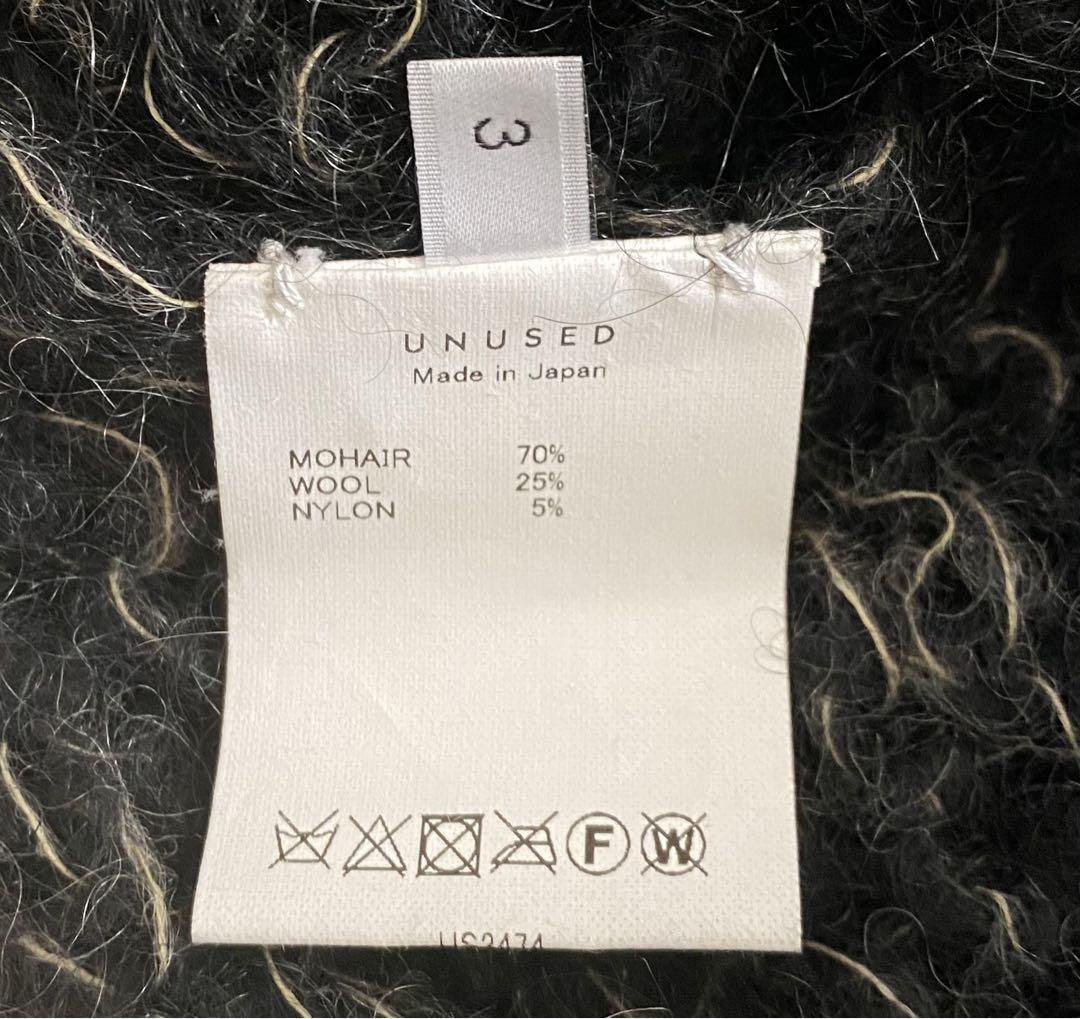 3
UNUSED
Made in Japan
MOHAIR 70%
WOOL 25%
NYLON 5%
F W